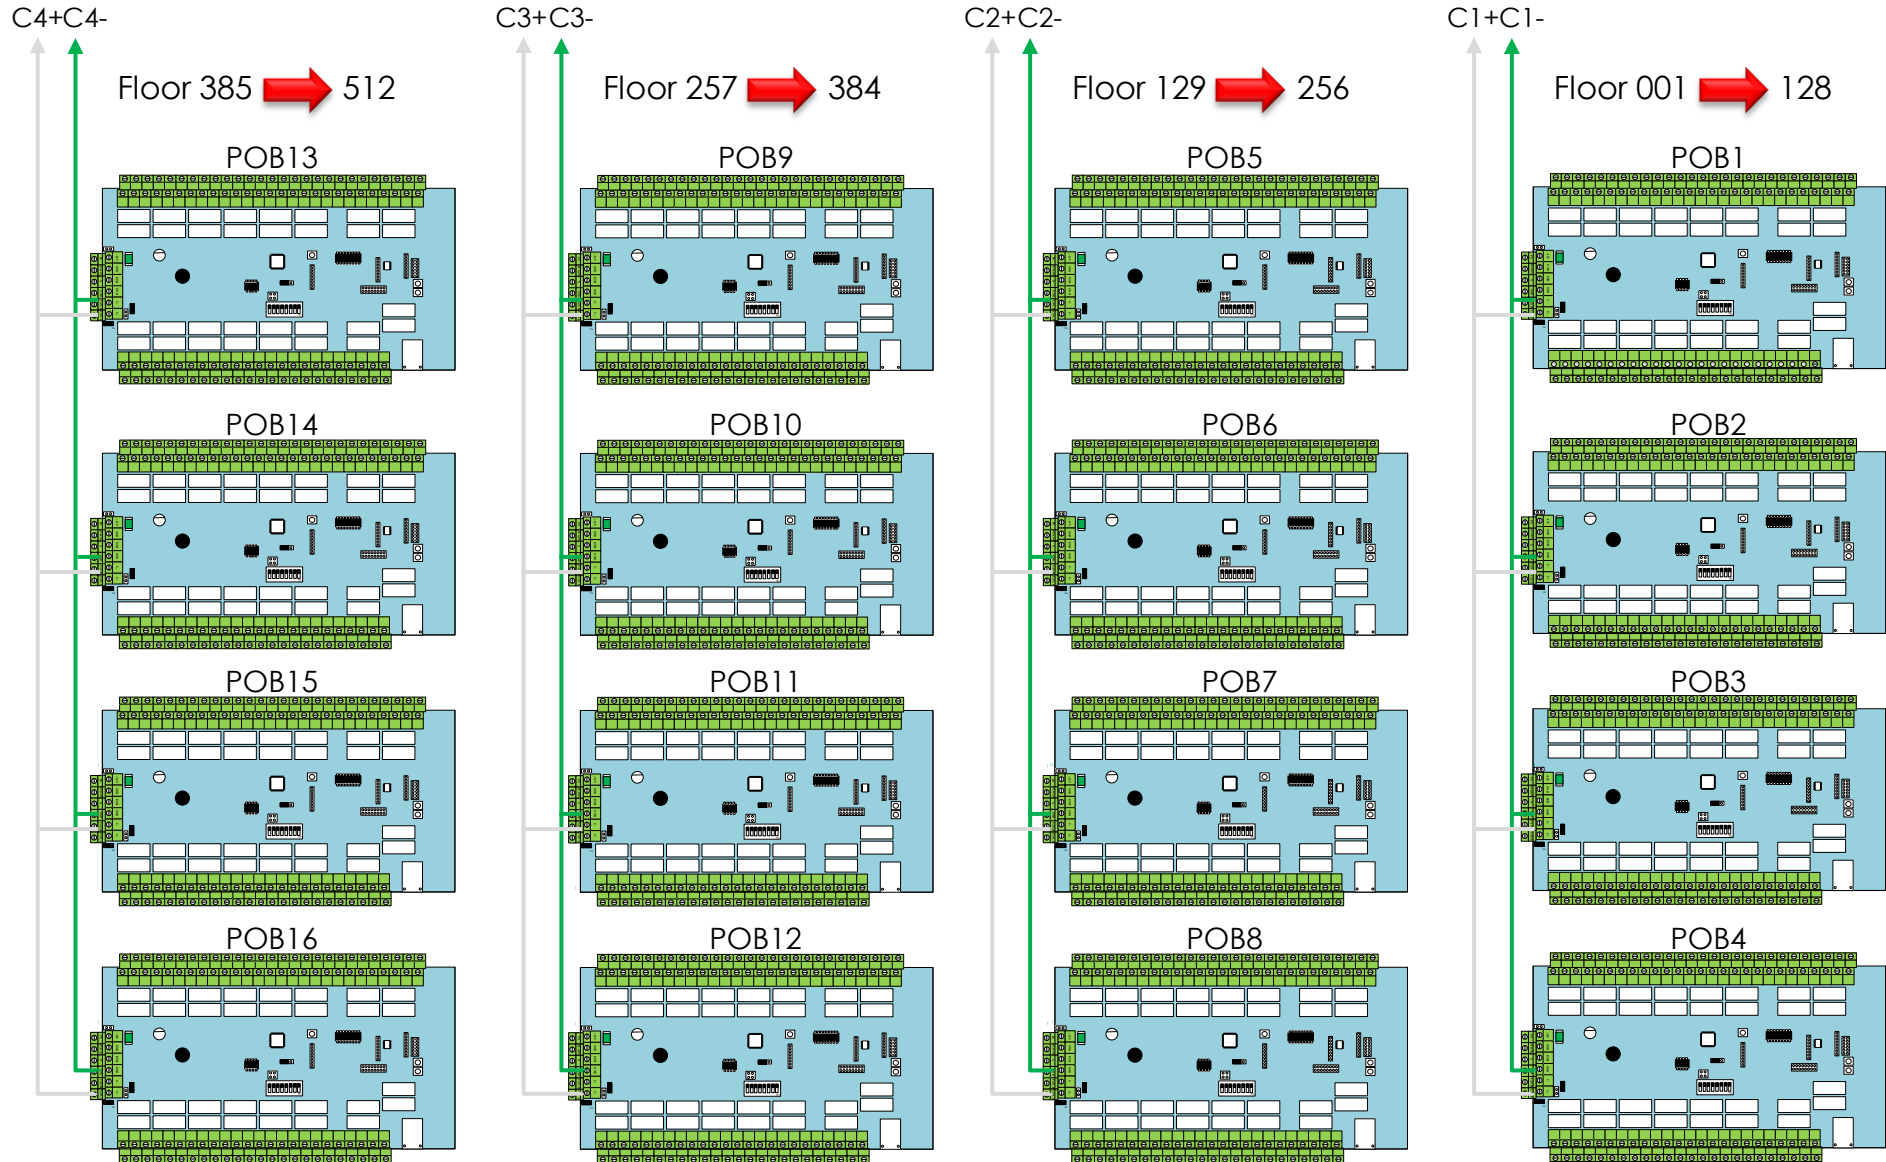 C4+C4- C3+C3- C2+C2- C1+C1-
Floor 385 512 Floor 257 384 Floor 129 256 Floor 001 128
POB13 POB9 POB5 POB1
POB14 POB10 POB6 POB2
POB15 POB11 POB7 POB3
POB16 POB12 POB8 POB4